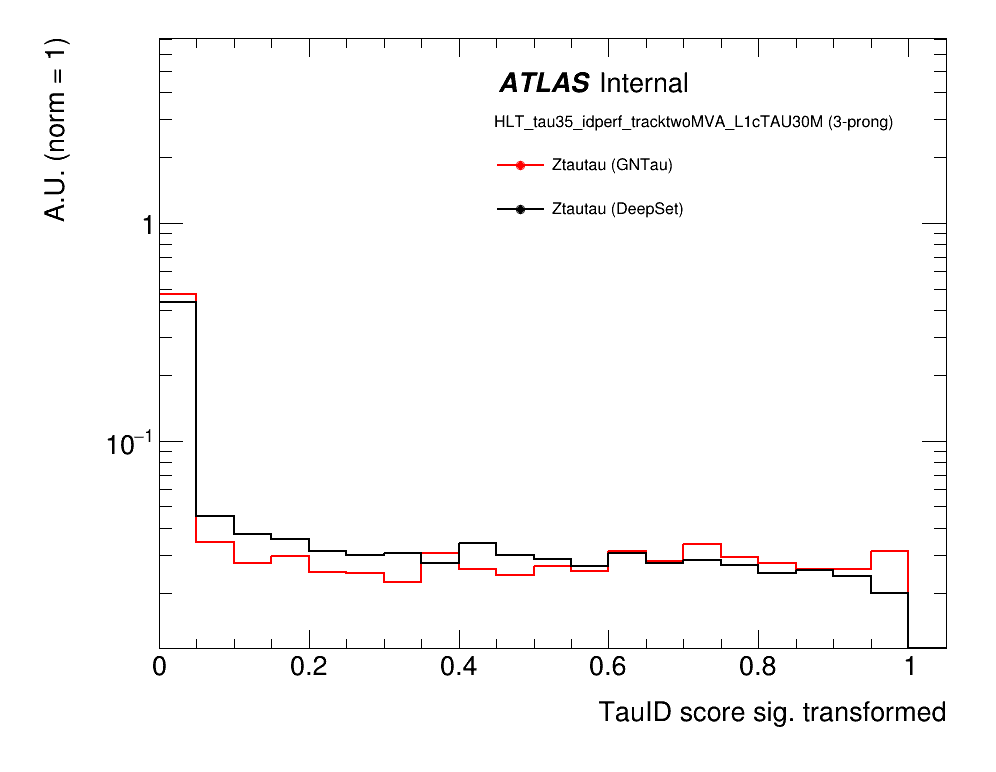 A.U. (norm = 1)
ATLAS Internal
HLT_tau35_idperf_tracktwoMVA_L1cTAU30M (3-prong)
Ztautau (GNTau)
Ztautau (DeepSet)
1
10⁻¹
0 0.2 0.4 0.6 0.8 1
TauID score sig. transformed